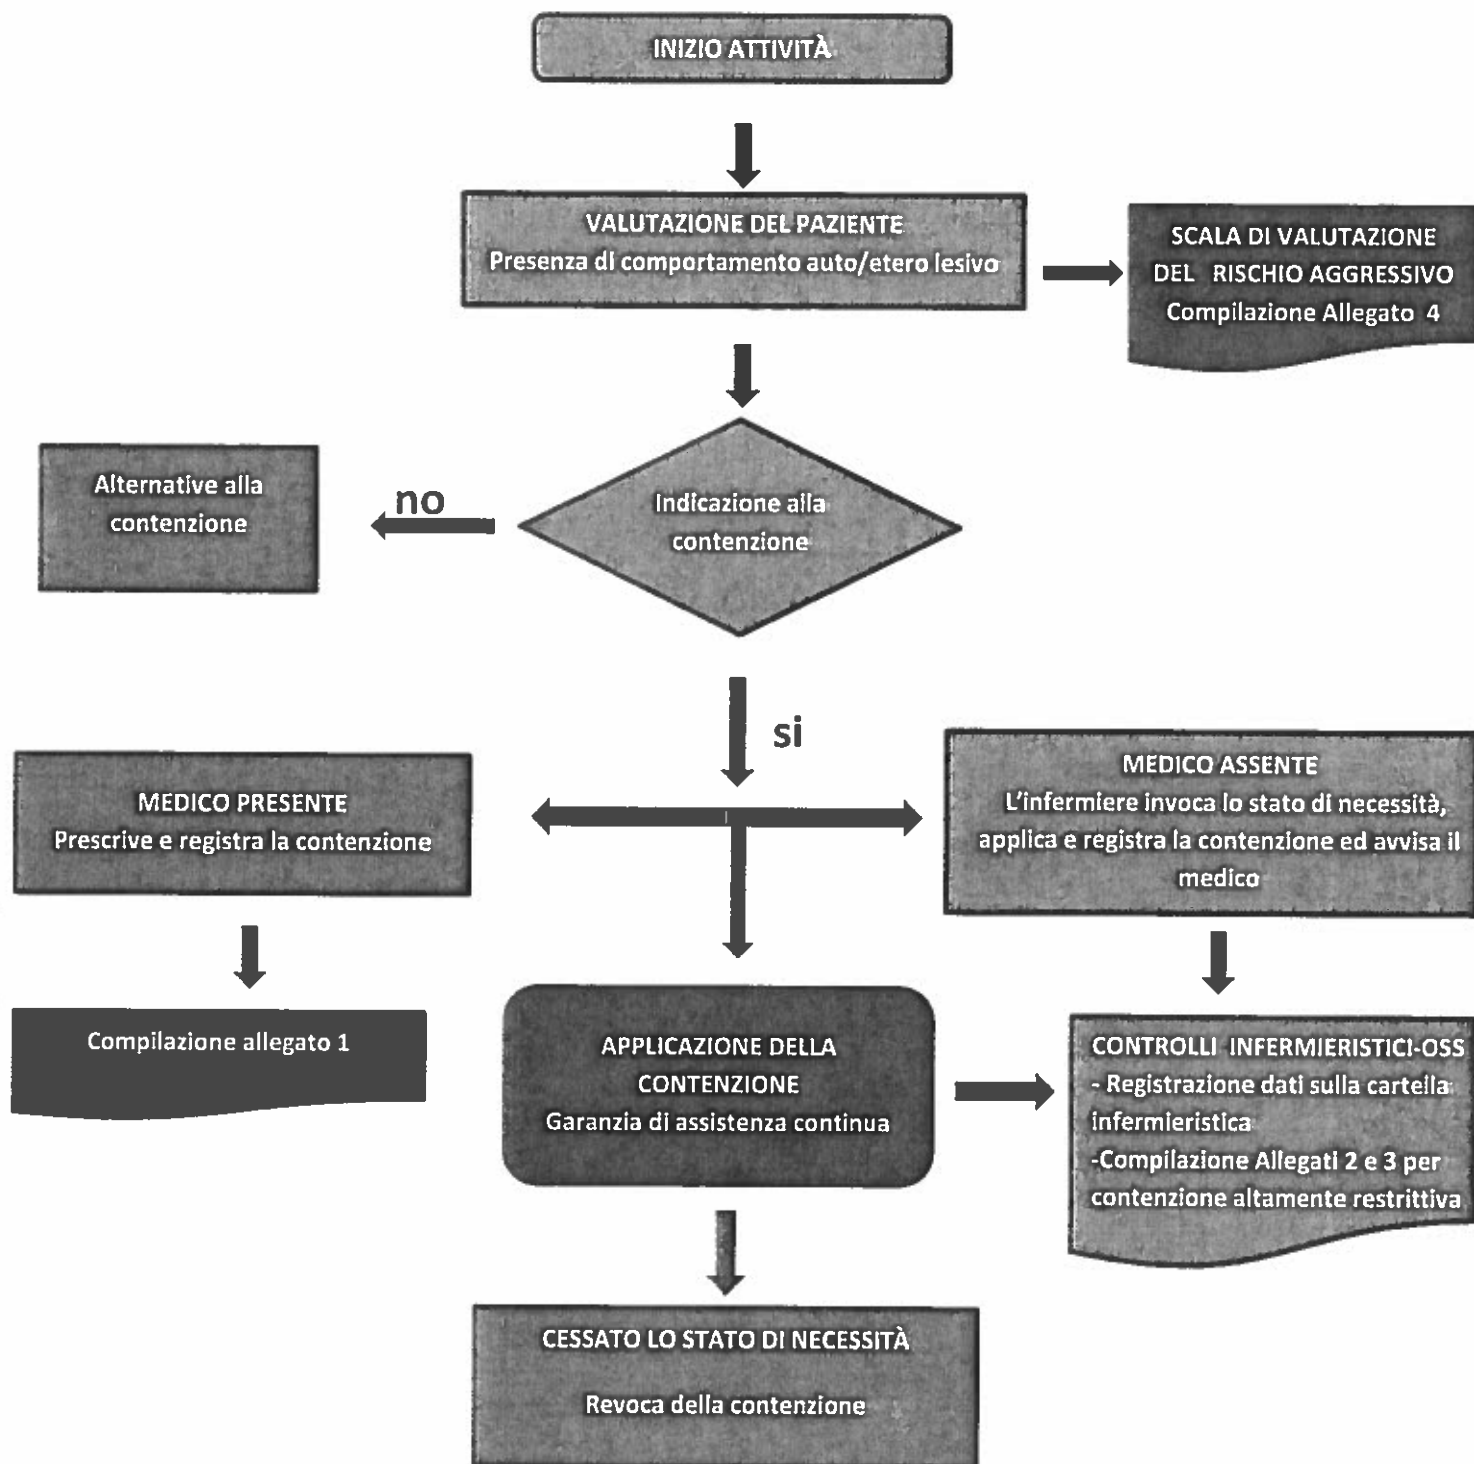 INIZIO ATTIVITÀ
VALUTAZIONE DEL PAZIENTE
Presenza di comportamento auto/etero lesivo
SCALA DI VALUTAZIONE
DEL RISCHIO AGGRESSIVO
Compilazione Allegato 4
Alternative alla
contenzione
no
Indicazione alla
contenzione
si
MEDICO PRESENTE
Prescrive e registra la contenzione
MEDICO ASSENTE
L'infermiere invoca lo stato di necessità,
applica e registra la contenzione ed avvisa il
medico
Compilazione allegato 1
APPLICAZIONE DELLA
CONTENZIONE
Garanzia di assistenza continua
CONTROLLI INFERMIERISTICI-OSS
- Registrazione dati sulla cartella
infermieristica
-Compilazione Allegati 2 e 3 per
contenzione altamente restrittiva
CESSATO LO STATO DI NECESSITÀ
Revoca della contenzione